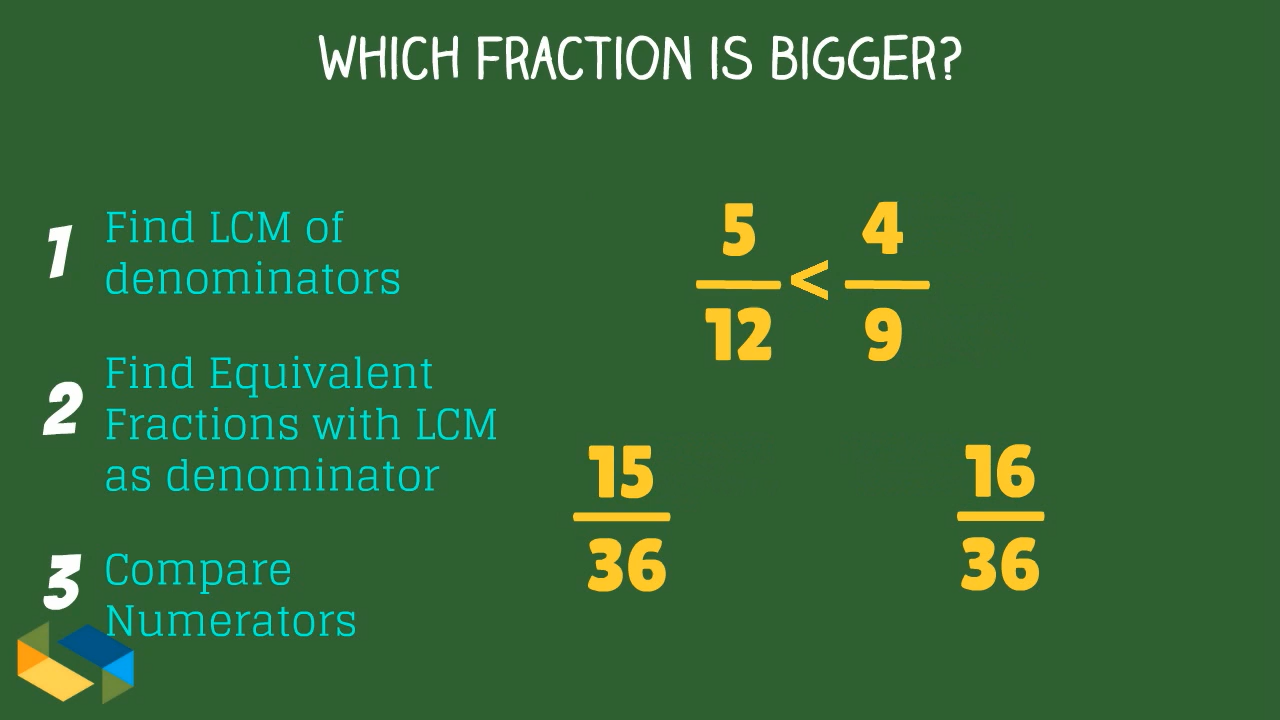 WHICH FRACTION IS BIGGER?
1 Find LCM of
denominators
2 Find Equivalent
Fractions with LCM
as denominator
3 Compare
Numerators
5 4
<
12 9
15 16
36 36